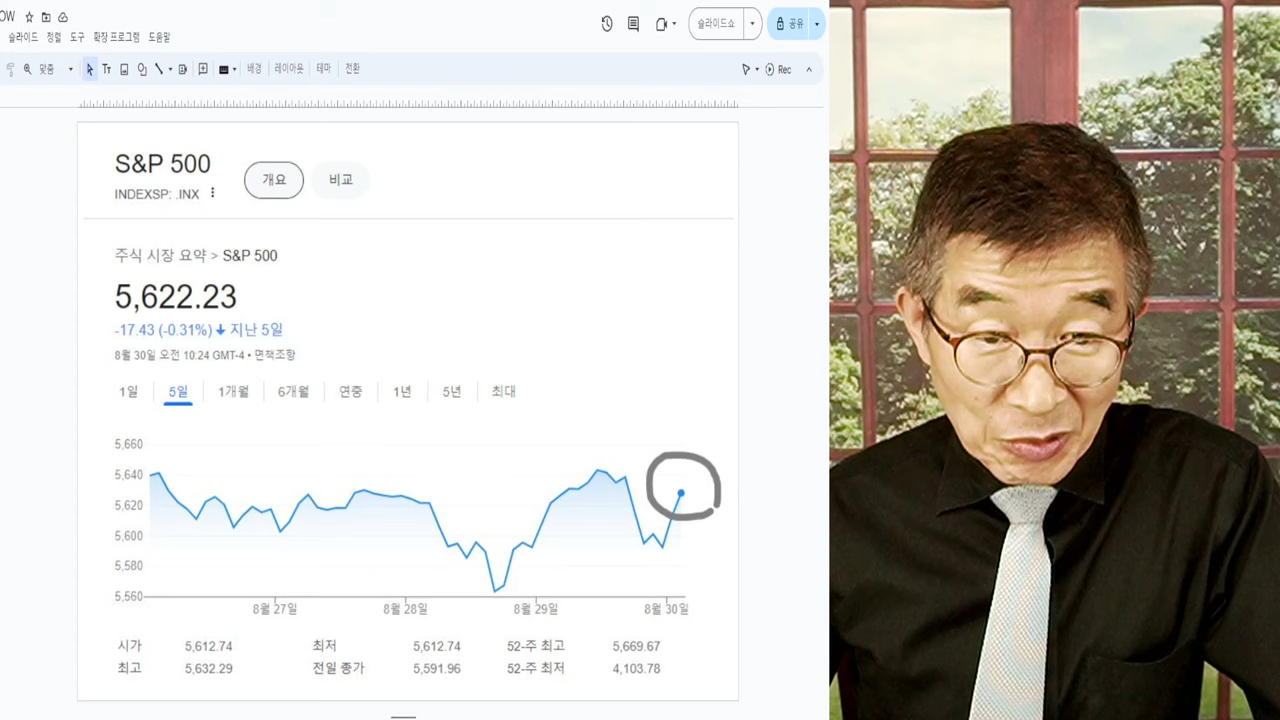 OW
슬라이드 정렬 도구 확장 프로그램 도움말
슬라이드쇼
공유
맞춤 Tr 배경 레이아웃 테마 전환 Rec
S&P 500
INDEXSP: .INX
개요 비교
주식 시장 요약 > S&P 500
5,622.23
-17.43 (-0.31%) ↓ 지난 5일
8월 30일 오전 10:24 GMT-4 • 면책조항
1일 5일 1개월 6개월 연중 1년 5년 최대
5,660
5,640
5,620
5,600
5,580
5,560
8월 27일 8월 28일 8월 29일 8월 30일
시가 5,612.74 최저 5,612.74 52-주 최고 5,669.67
최고 5,632.29 전일 종가 5,591.96 52-주 최저 4,103.78